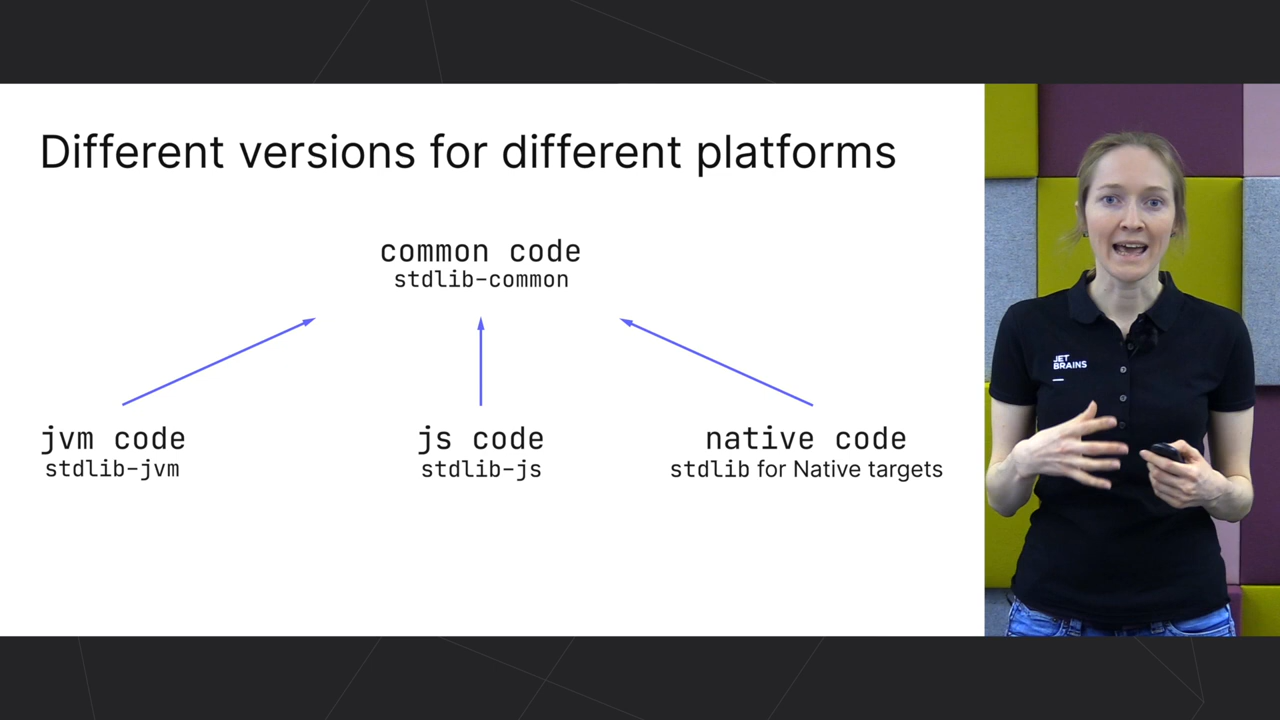 Different versions for different platforms
common code
stdlib-common
jvm code
stdlib-jvm
js code
stdlib-js
native code
stdlib for Native targets
JET
BRAINS